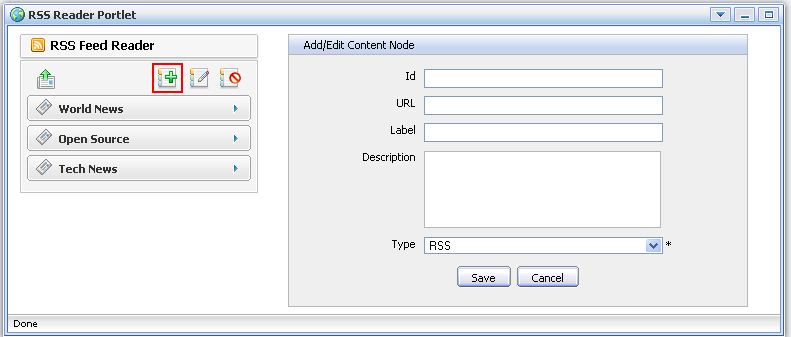 RSS Reader Portlet
RSS Feed Reader
World News
Open Source
Tech News
Add/Edit Content Node
Id
URL
Label
Description
Type RSS *
Save Cancel
Done